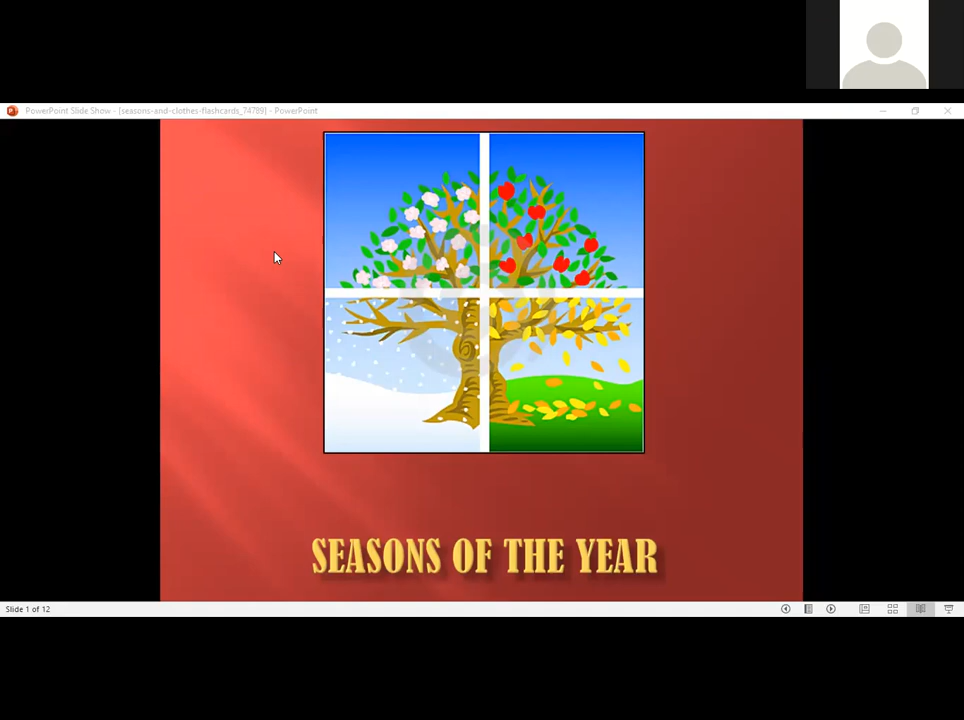 PowerPoint Slide Show - [seasons-and-clothes-flashcards_74789] - PowerPoint
SEASONS OF THE YEAR
Slide 1 of 12